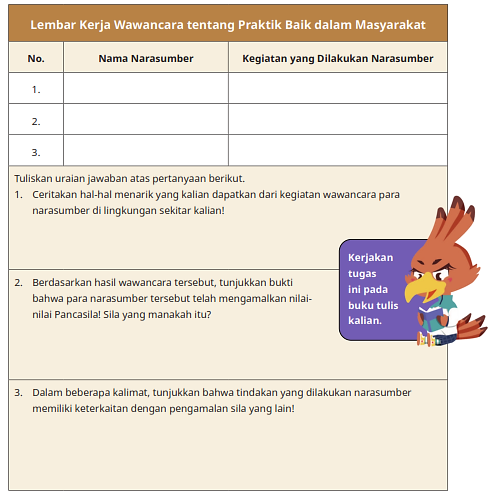 Lembar Kerja Wawancara tentang Praktik Baik dalam Masyarakat
No. Nama Narasumber Kegiatan yang Dilakukan Narasumber
1.
2.
3.
Tuliskan uraian jawaban atas pertanyaan berikut.
1. Ceritakan hal-hal menarik yang kalian dapatkan dari kegiatan wawancara para
narasumber di lingkungan sekitar kalian!
2. Berdasarkan hasil wawancara tersebut, tunjukkan bukti
bahwa para narasumber tersebut telah mengamalkan nilai-
nilai Pancasila! Sila yang manakah itu?
Kerjakan
tugas
ini pada
buku tulis
kalian.
3. Dalam beberapa kalimat, tunjukkan bahwa tindakan yang dilakukan narasumber
memiliki keterkaitan dengan pengamalan sila yang lain!